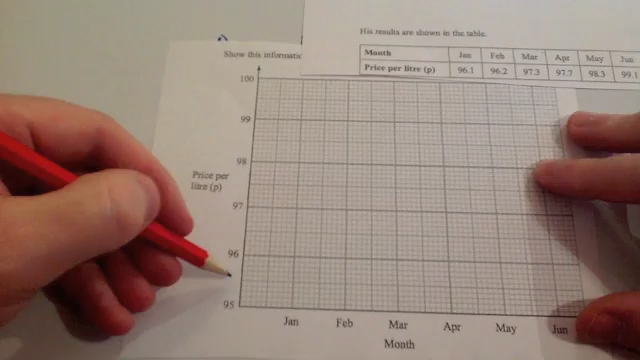 His results are shown in the table.
Month Jan Feb Mar Apr May Jun
Price per litre (p) 96.1 96.2 97.3 97.7 98.3 99.1
Show this informatic
100
99
98
Price per
litre (p)
97
96
95
Jan Feb Mar Apr May Jun
Month